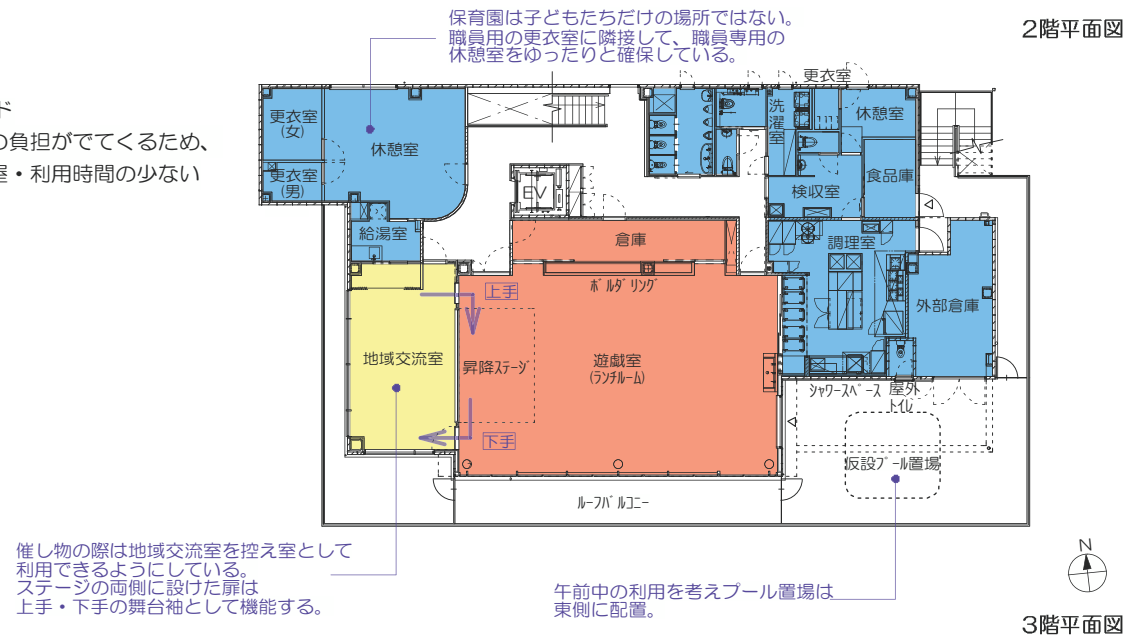 保育園は子どもたちだけの場所ではない。
職員用の更衣室に隣接して、職員専用の
休憩室をゆったりと確保している。
2階平面図
ド
の負担がでてくるため、
・利用時間の少ない
更衣室
(女)
休憩室
更衣室
(男)
給湯室
EV
倉庫
ボルダリング
更衣室
洗濯室
休憩室
検収室
食品庫
調理室
外部倉庫
上手
地域交流室
昇降ステージ
遊戯室
(ランチルーム)
下手
シャワースペース
屋外
トイレ
仮設プール置場
ルーフバルコニー
催し物の際は地域交流室を控え室として
利用できるようにしている。
ステージの両側に設けた扉は
上手・下手の舞台袖として機能する。
午前中の利用を考えプール置場は
東側に配置。
N
3階平面図